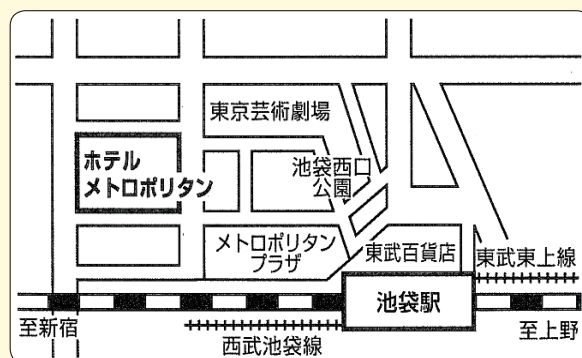 東京芸術劇場
ホテル
メトロポリタン
池袋西口
公園
メトロポリタン
プラザ
東武百貨店
東武東上線
池袋駅
至新宿
至上野
西武池袋線